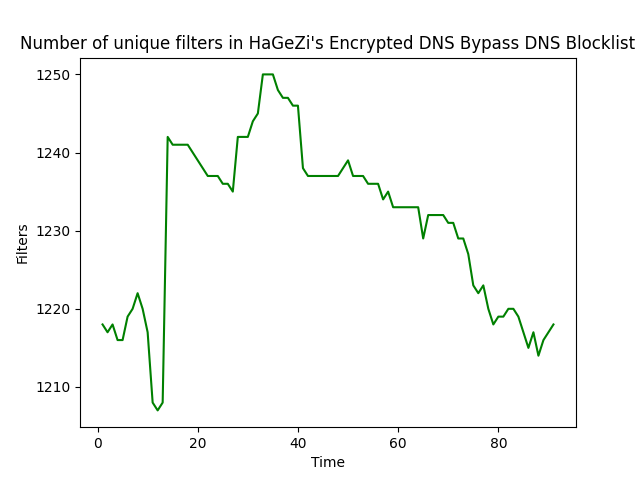 Number of unique filters in HaGeZi's Encrypted DNS Bypass DNS Blocklist
1250
1240
1230
1220
1210
Filters
0 20 40 60 80
Time